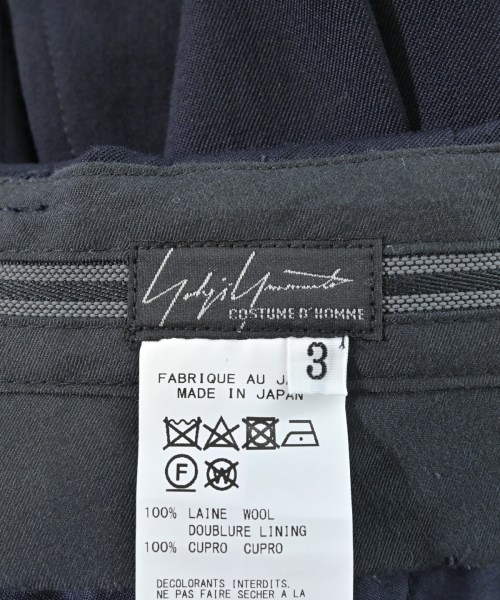 Yohji Yamamoto
COSTUME D'HOMME
3
FABRIQUE AU
MADE IN JAPAN
F W
100% LAINE WOOL
DOUBLURE LINING
100% CUPRO CUPRO
DECOLORANTS INTERDITS.
NE PAS FAIRE SECHER A LA